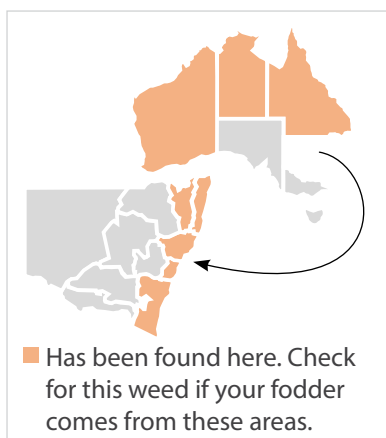 Has been found here. Check
for this weed if your fodder
comes from these areas.